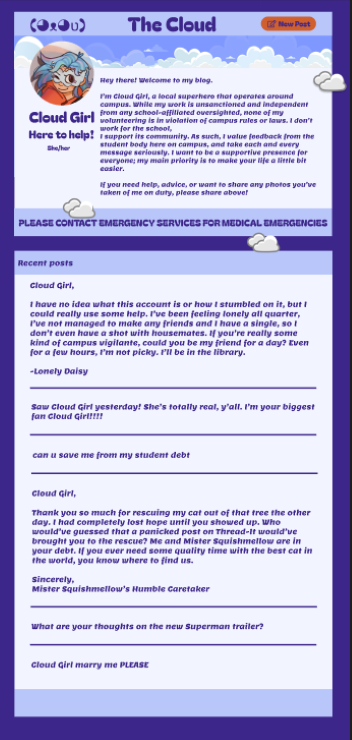 The Cloud
New Post
Hey there! Welcome to my blog.
I'm Cloud Girl, a local superhero that operates around
campus. While my work is unsanctioned and independent
from any school-affiliated oversight, none of my
volunteering is in violation of campus rules or laws. I don't
work for the school,
I support its community. As such, I value feedback from the
student body here on campus, and take each and every
message seriously. I want to be a supportive presence for
everyone; my main priority is to make your life a little bit
easier.
If you need help, advice, or want to share any photos you've
taken of me on duty, please share above!
Cloud Girl
Here to help!
She/her
PLEASE CONTACT EMERGENCY SERVICES FOR MEDICAL EMERGENCIES
Recent posts
Cloud Girl,
I have no idea what this account is or how I stumbled on it, but I
could really use some help. I've been feeling lonely all quarter,
I've not managed to make any friends and I have a single, so I
don't even have a shot with housemates. If you're really some
kind of campus vigilante, could you be my friend for a day? Even
for a few hours, I'm not picky. I'll be in the library.
-Lonely Daisy
Saw Cloud Girl yesterday! She's totally real, y'all. I'm your biggest
fan Cloud Girl!!!!
can u save me from my student debt
Cloud Girl,
Thank you so much for rescuing my cat out of that tree the other
day. I had completely lost hope until you showed up. Who
would've guessed that a panicked post on Thread-It would've
brought you to the rescue? Me and Mister Squishmellow are in
your debt. If you ever need some quality time with the best cat in
the world, you know where to find us.
Sincerely,
Mister Squishmellow's Humble Caretaker
What are your thoughts on the new Superman trailer?
Cloud Girl marry me PLEASE